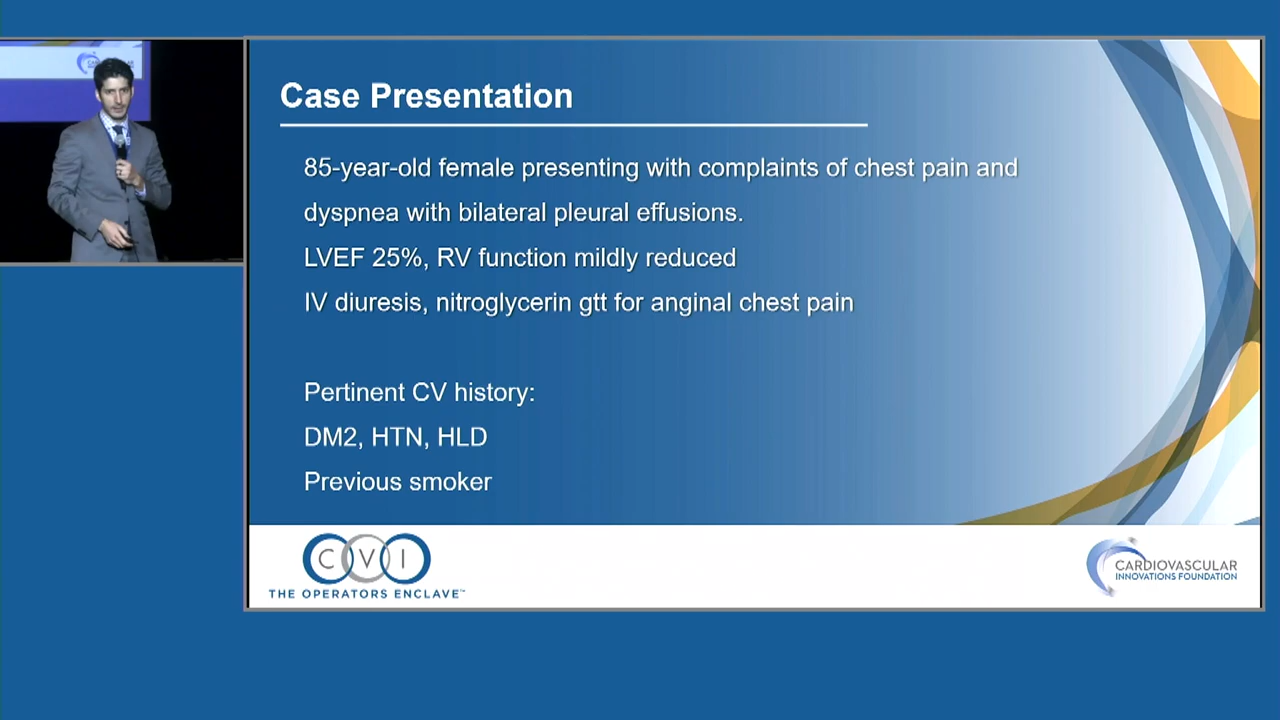 Case Presentation
85-year-old female presenting with complaints of chest pain and
dyspnea with bilateral pleural effusions.
LVEF 25%, RV function mildly reduced
IV diuresis, nitroglycerin gtt for anginal chest pain
Pertinent CV history:
DM2, HTN, HLD
Previous smoker
CVI
THE OPERATORS ENCLAVE™
CARDIOVASCULAR
INNOVATIONS FOUNDATION